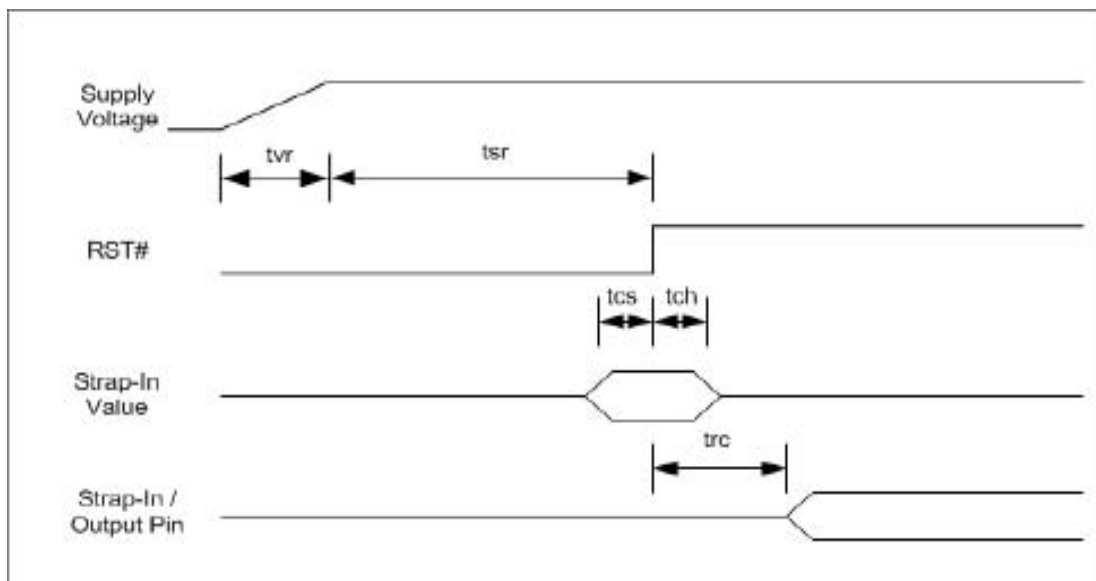 Supply
Voltage
tvr
tsr
RST#
tcs
tch
Strap-In
Value
trc
Strap-In /
Output Pin